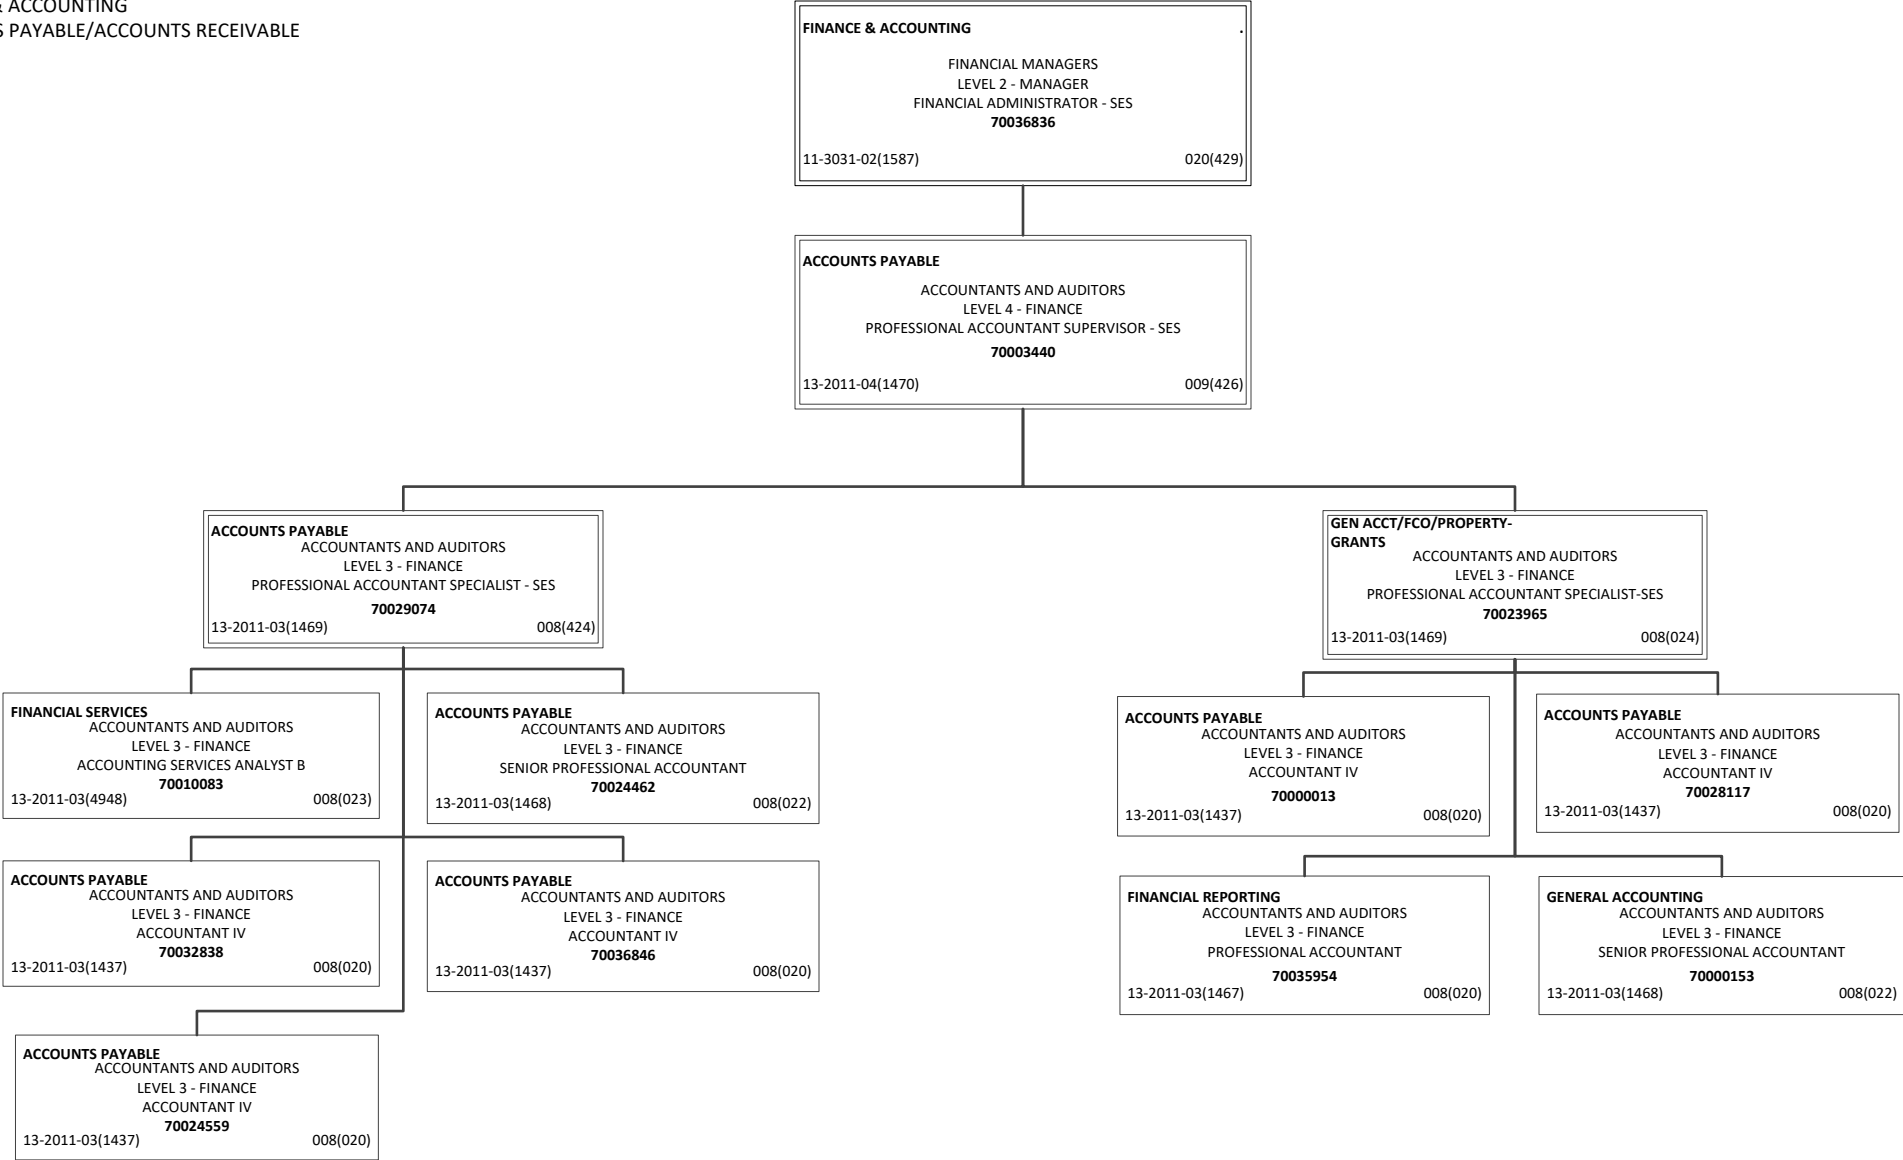 & ACCOUNTING
PAYABLE/ACCOUNTS RECEIVABLE
FINANCE & ACCOUNTING .
FINANCIAL MANAGERS
LEVEL 2 - MANAGER
FINANCIAL ADMINISTRATOR - SES
70036836
11-3031-02(1587) 020(429)
ACCOUNTS PAYABLE
ACCOUNTANTS AND AUDITORS
LEVEL 4 - FINANCE
PROFESSIONAL ACCOUNTANT SUPERVISOR - SES
70003440
13-2011-04(1470) 009(426)
ACCOUNTS PAYABLE
ACCOUNTANTS AND AUDITORS
LEVEL 3 - FINANCE
PROFESSIONAL ACCOUNTANT SPECIALIST - SES
70029074
13-2011-03(1469) 008(424)
GEN ACCT/FCO/PROPERTY-
GRANTS
ACCOUNTANTS AND AUDITORS
LEVEL 3 - FINANCE
PROFESSIONAL ACCOUNTANT SPECIALIST-SES
70023965
13-2011-03(1469) 008(024)
FINANCIAL SERVICES
ACCOUNTANTS AND AUDITORS
LEVEL 3 - FINANCE
ACCOUNTING SERVICES ANALYST B
70010083
13-2011-03(4948) 008(023)
ACCOUNTS PAYABLE
ACCOUNTANTS AND AUDITORS
LEVEL 3 - FINANCE
SENIOR PROFESSIONAL ACCOUNTANT
70024462
13-2011-03(1468) 008(022)
ACCOUNTS PAYABLE
ACCOUNTANTS AND AUDITORS
LEVEL 3 - FINANCE
ACCOUNTANT IV
70000013
13-2011-03(1437) 008(020)
ACCOUNTS PAYABLE
ACCOUNTANTS AND AUDITORS
LEVEL 3 - FINANCE
ACCOUNTANT IV
70028117
13-2011-03(1437) 008(020)
ACCOUNTS PAYABLE
ACCOUNTANTS AND AUDITORS
LEVEL 3 - FINANCE
ACCOUNTANT IV
70032838
13-2011-03(1437) 008(020)
ACCOUNTS PAYABLE
ACCOUNTANTS AND AUDITORS
LEVEL 3 - FINANCE
ACCOUNTANT IV
70036846
13-2011-03(1437) 008(020)
FINANCIAL REPORTING
ACCOUNTANTS AND AUDITORS
LEVEL 3 - FINANCE
PROFESSIONAL ACCOUNTANT
70035954
13-2011-03(1467) 008(020)
GENERAL ACCOUNTING
ACCOUNTANTS AND AUDITORS
LEVEL 3 - FINANCE
SENIOR PROFESSIONAL ACCOUNTANT
70000153
13-2011-03(1468) 008(022)
ACCOUNTS PAYABLE
ACCOUNTANTS AND AUDITORS
LEVEL 3 - FINANCE
ACCOUNTANT IV
70024559
13-2011-03(1437) 008(020)